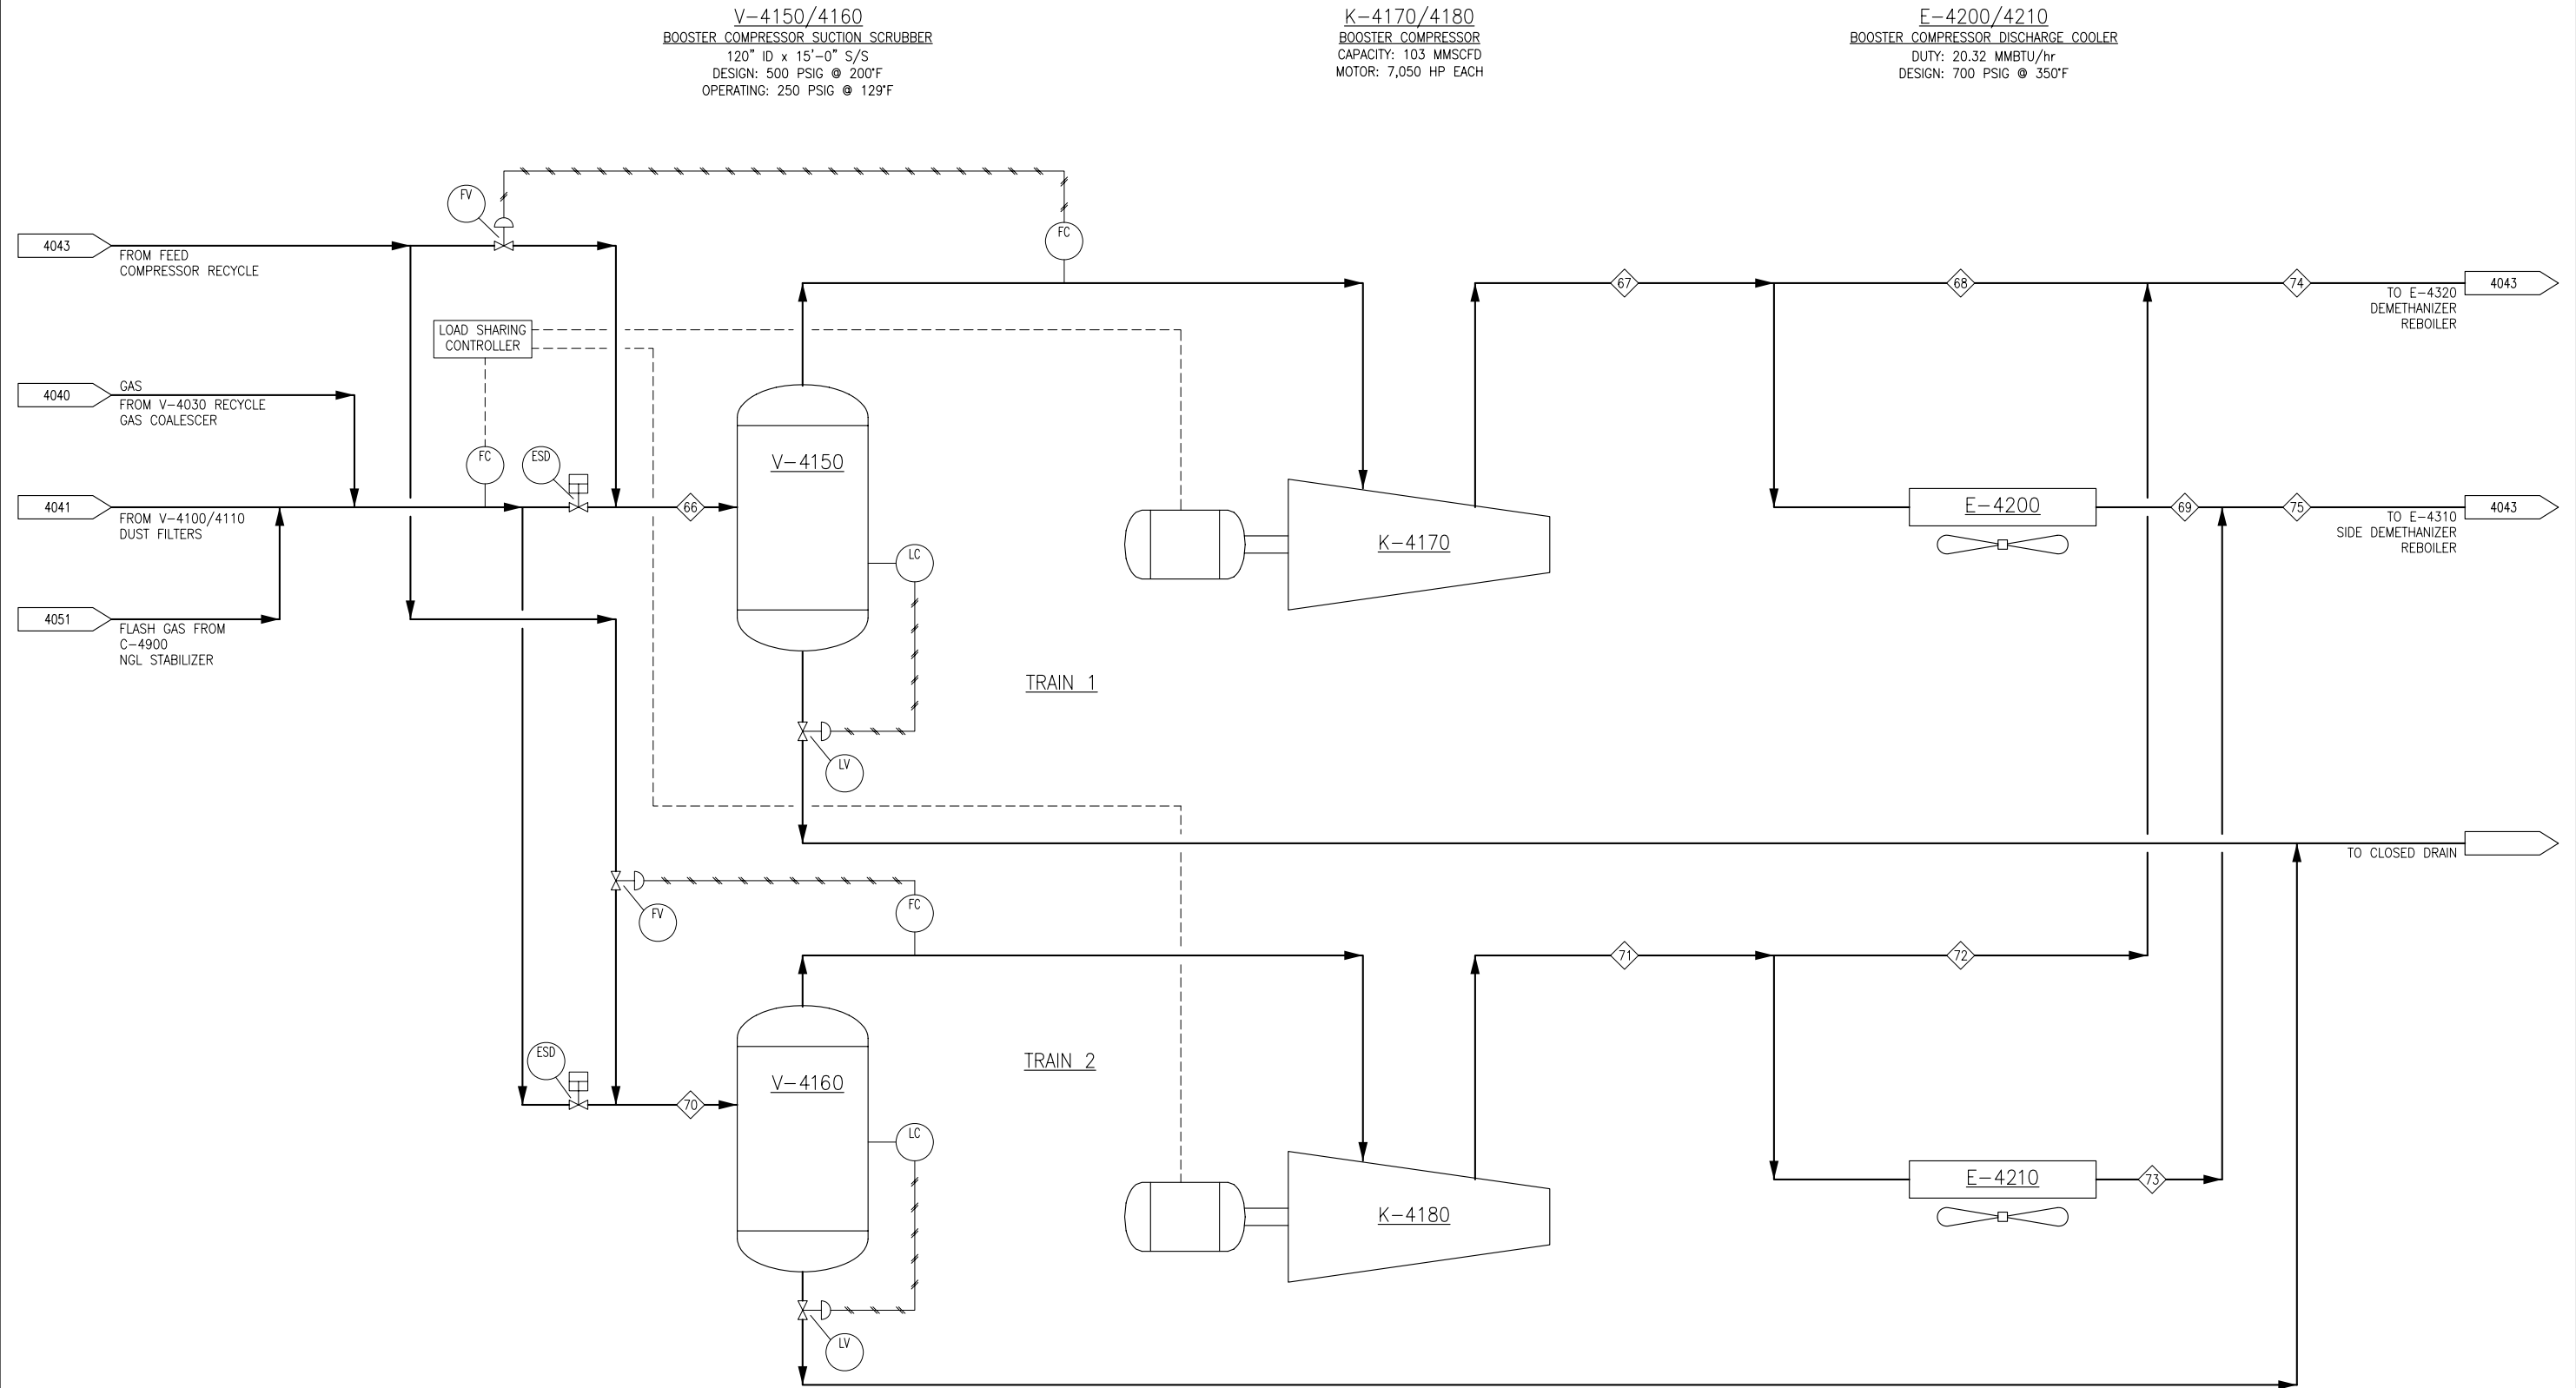 V-4150/4160
BOOSTER COMPRESSOR SUCTION SCRUBBER
120" ID x 15'-0" S/S
DESIGN: 500 PSIG @ 200°F
OPERATING: 250 PSIG @ 129°F
K-4170/4180
BOOSTER COMPRESSOR
CAPACITY: 103 MMSCFD
MOTOR: 7,050 HP EACH
E-4200/4210
BOOSTER COMPRESSOR DISCHARGE COOLER
DUTY: 20.32 MMBTU/hr
DESIGN: 700 PSIG @ 350°F
FV
FC
4043
FROM FEED
COMPRESSOR RECYCLE
67
68
74
4043
TO E-4320
DEMETHANIZER
REBOILER
LOAD SHARING
CONTROLLER
4040
GAS
FROM V-4030 RECYCLE
GAS COALESCER
FC
ESD
V-4150
4041
FROM V-4100/4110
DUST FILTERS
66
E-4200
69
75
4043
TO E-4310
SIDE DEMETHANIZER
REBOILER
LC
K-4170
4051
FLASH GAS FROM
C-4900
NGL STABILIZER
TRAIN 1
LV
TO CLOSED DRAIN
FV
FC
71
72
ESD
TRAIN 2
V-4160
70
LC
E-4210
73
K-4180
LV